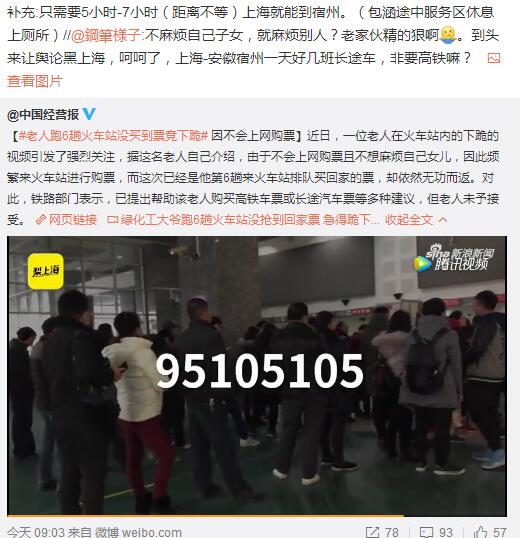 补充:只需要5小时-7小时（距离不等）上海就能到宿州。（包涵途中服务区休息
上厕所）//@鋼筆様子:不麻烦自己子女，就麻烦别人？老家伙精的狠啊。到头
来让舆论黑上海，呵呵了，上海-安徽宿州一天好几班长途车，非要高铁嘛？
查看图片
@中国经营报
【#老人跑6趟火车站没买到票竟下跪# 因不会上网购票】近日，一位老人在火车站内的下跪的
视频引发了强烈关注，据这名老人自己介绍，由于不会上网购票且不想麻烦自己女儿，因此频
繁来火车站进行购票，而这次已经是他第6趟来火车站排队买回家的票，却依然无功而返。对
此，铁路部门表示，已提出帮助该老人购买高铁车票或长途汽车票等多种建议，但老人未予接
受。 网页链接 绿化工大爷跑6趟火车站没抢到回家票 急得跪下... 收起全文
梨上海
sina 新浪新闻
腾讯视频
95105105
今天 09:03 来自 微博 weibo.com 78 93 57